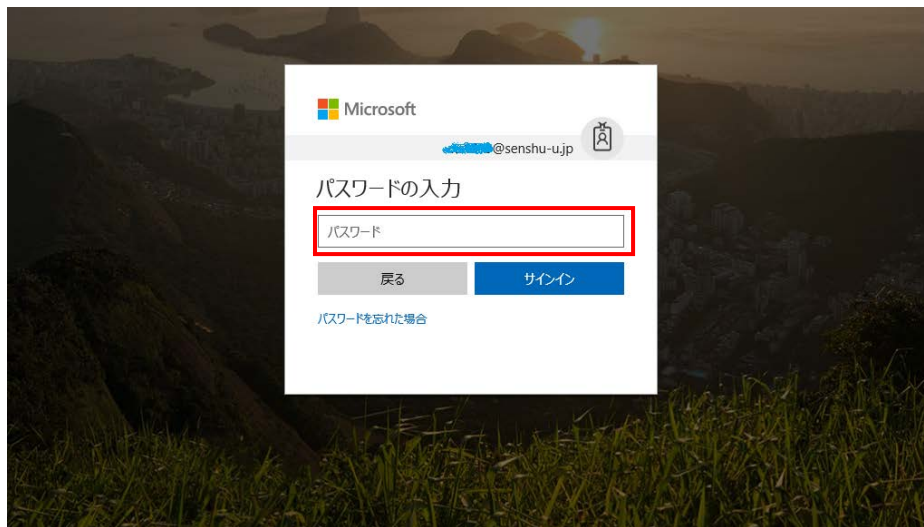 Microsoft
@senshu-u.jp
パスワードの入力
パスワード
戻る
サインイン
パスワードを忘れた場合